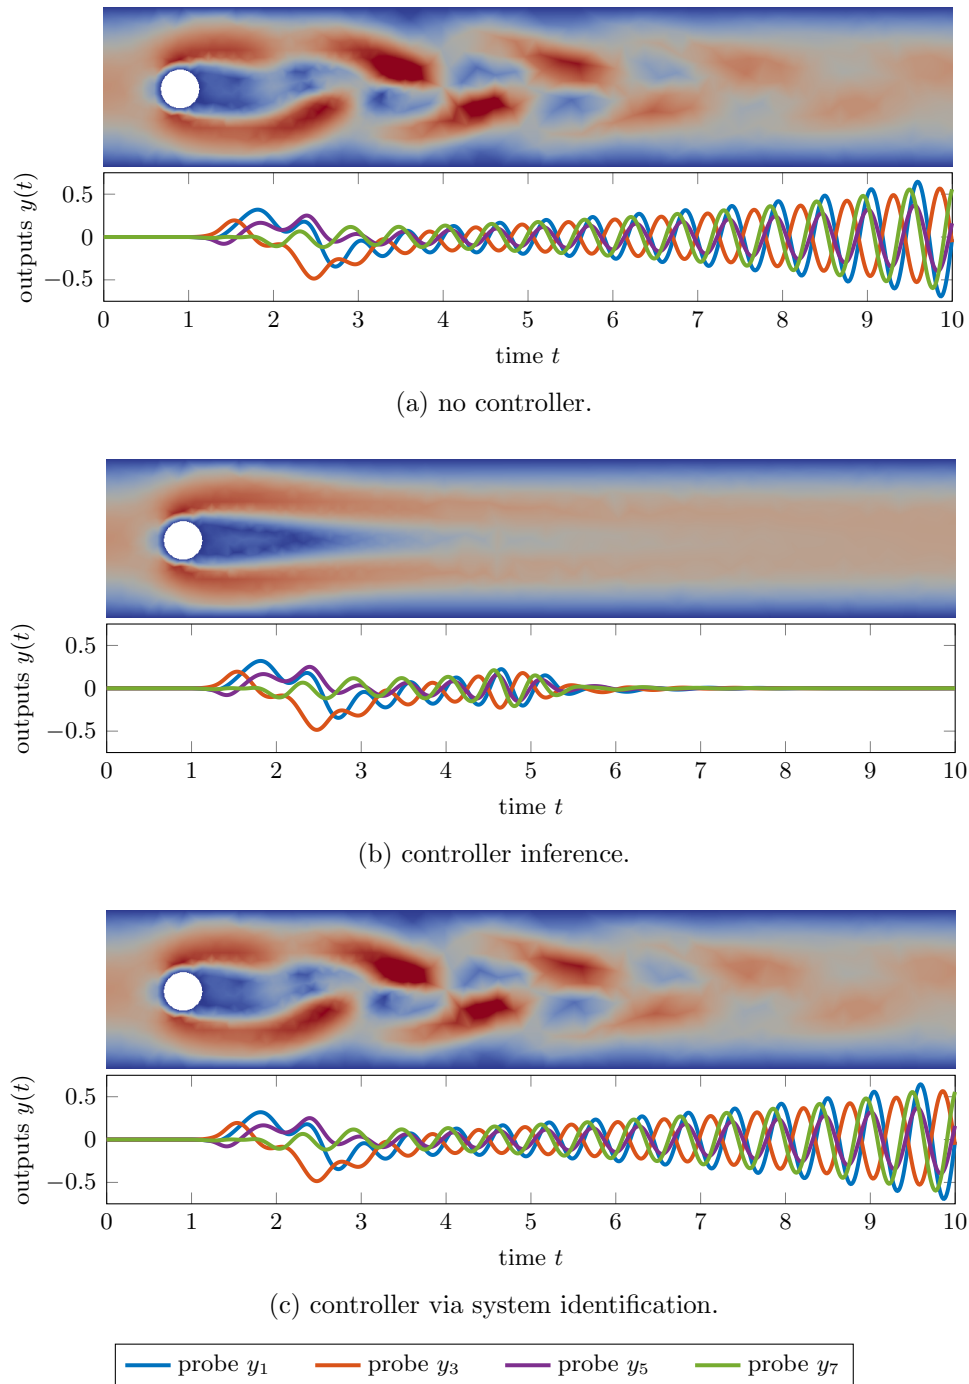 outputs y(t)
0.5
0
−0.5
0 1 2 3 4 5 6 7 8 9 10
time t
(a) no controller.
outputs y(t)
0.5
0
−0.5
0 1 2 3 4 5 6 7 8 9 10
time t
(b) controller inference.
outputs y(t)
0.5
0
−0.5
0 1 2 3 4 5 6 7 8 9 10
time t
(c) controller via system identification.
probe y₁ probe y₃ probe y₅ probe y₇